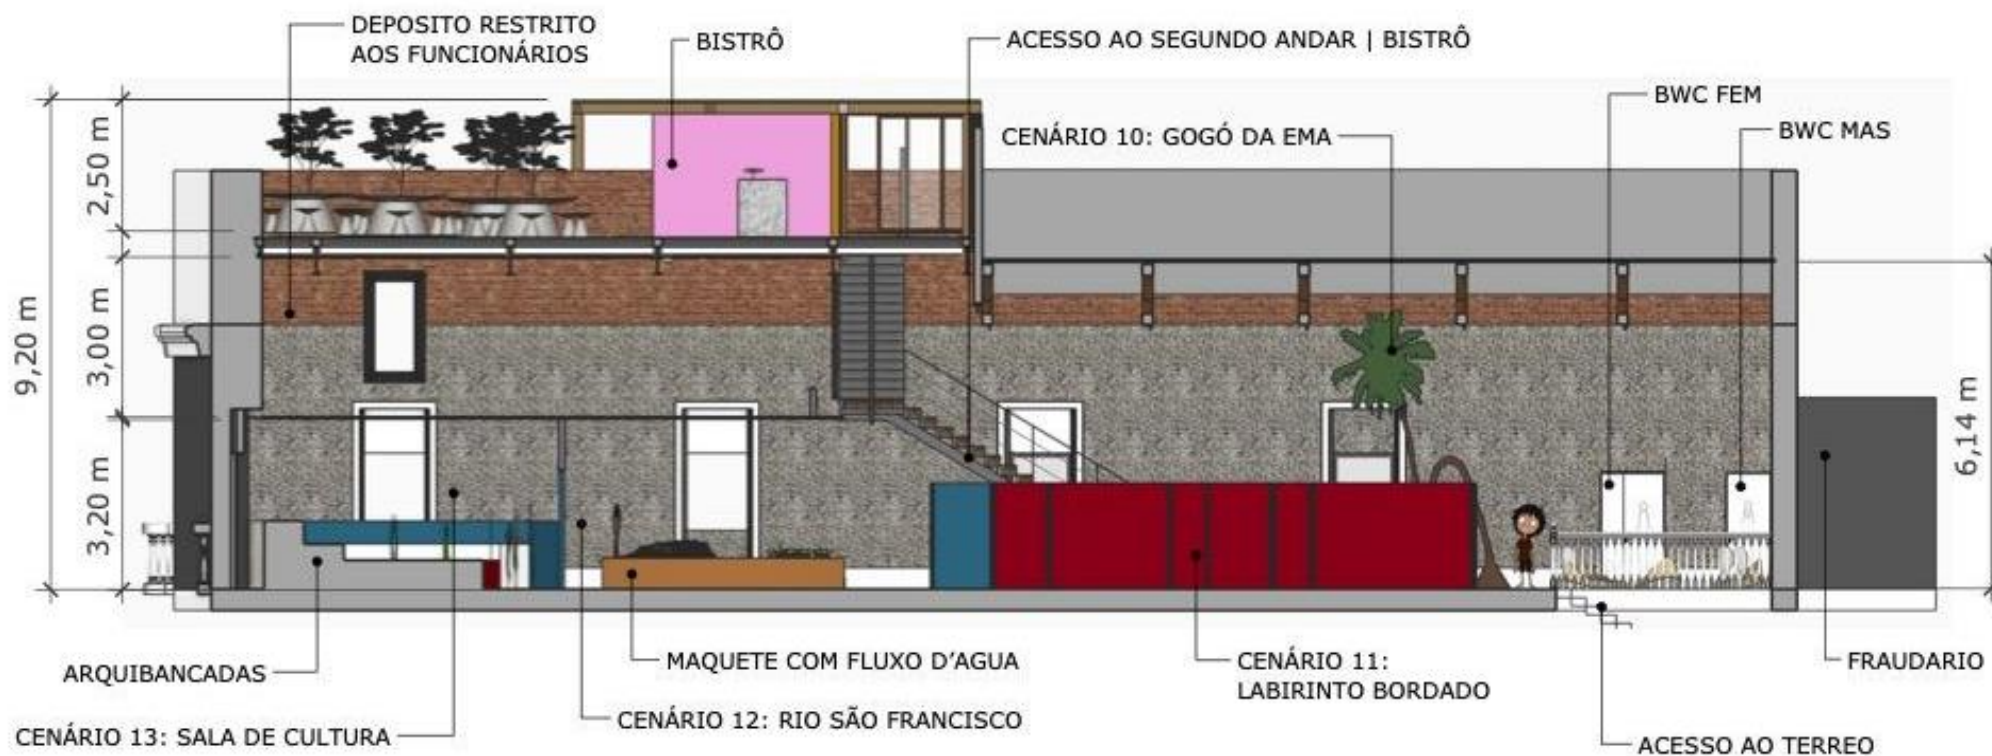 DEPOSITO RESTRITO
AOS FUNCIONÁRIOS
BISTRÔ
ACESSO AO SEGUNDO ANDAR | BISTRÔ
BWC FEM
BWC MAS
CENÁRIO 10: GOGÓ DA EMA
9,20 m
2,50 m
3,00 m
3,20 m
6,14 m
ARQUIBANCADAS
MAQUETE COM FLUXO D'AGUA
CENÁRIO 11:
LABIRINTO BORDADO
FRAUDARIO
CENÁRIO 12: RIO SÃO FRANCISCO
CENÁRIO 13: SALA DE CULTURA
ACESSO AO TERREO